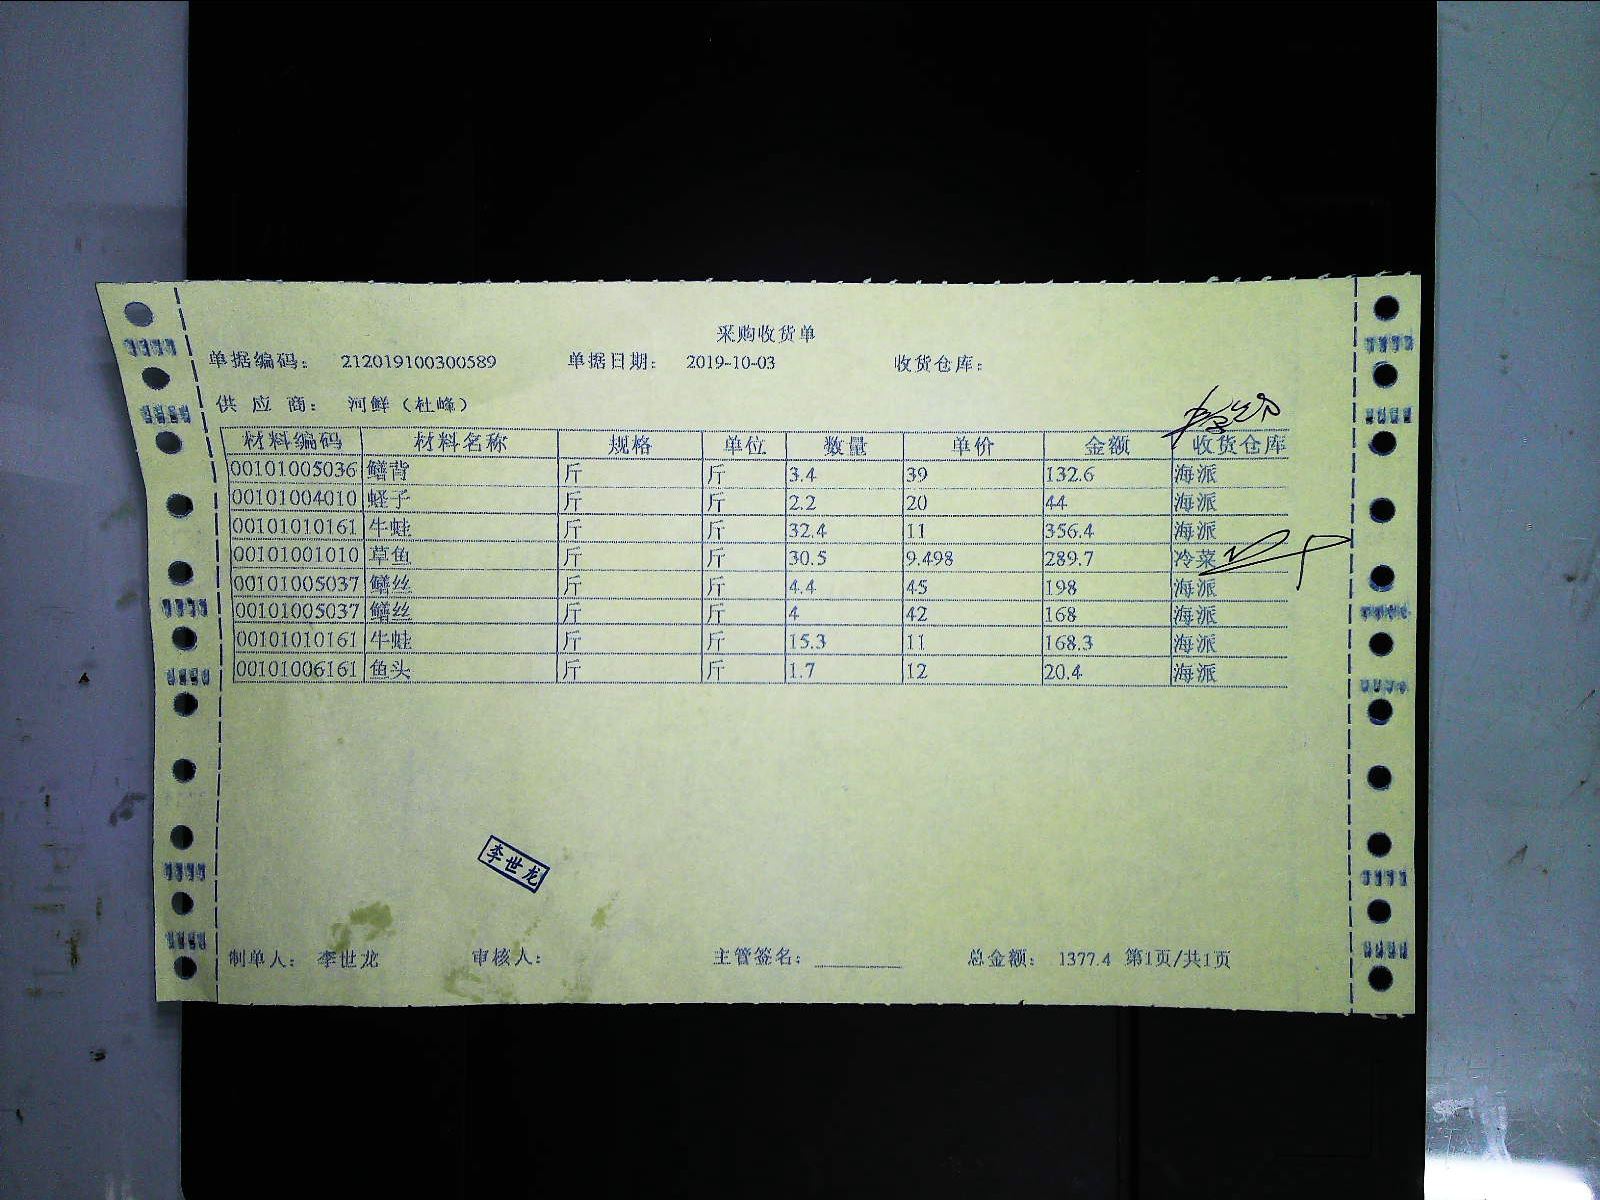 采购收货单
单据编码： 212019100300589 单据日期： 2019-10-03 收货仓库：
供应商： 河鲜（杜峰）
材料编码 材料名称 规格 单位 数量 单价 金额 收货仓库
00101005036 鳝背 斤 斤 3.4 39 132.6 海派
00101004010 蛏子 斤 斤 2.2 20 44 海派
00101010161 牛蛙 斤 斤 32.4 11 356.4 海派
00101001010 草鱼 斤 斤 30.5 9.498 289.7 冷菜
00101005037 鳝丝 斤 斤 4.4 45 198 海派
00101005037 鳝丝 斤 斤 4 42 168 海派
00101010161 牛蛙 斤 斤 15.3 11 168.3 海派
00101006161 鱼头 斤 斤 1.7 12 20.4 海派
李世龙
制单人： 李世龙 审核人： 主管签名： 总金额： 1377.4 第1页/共1页